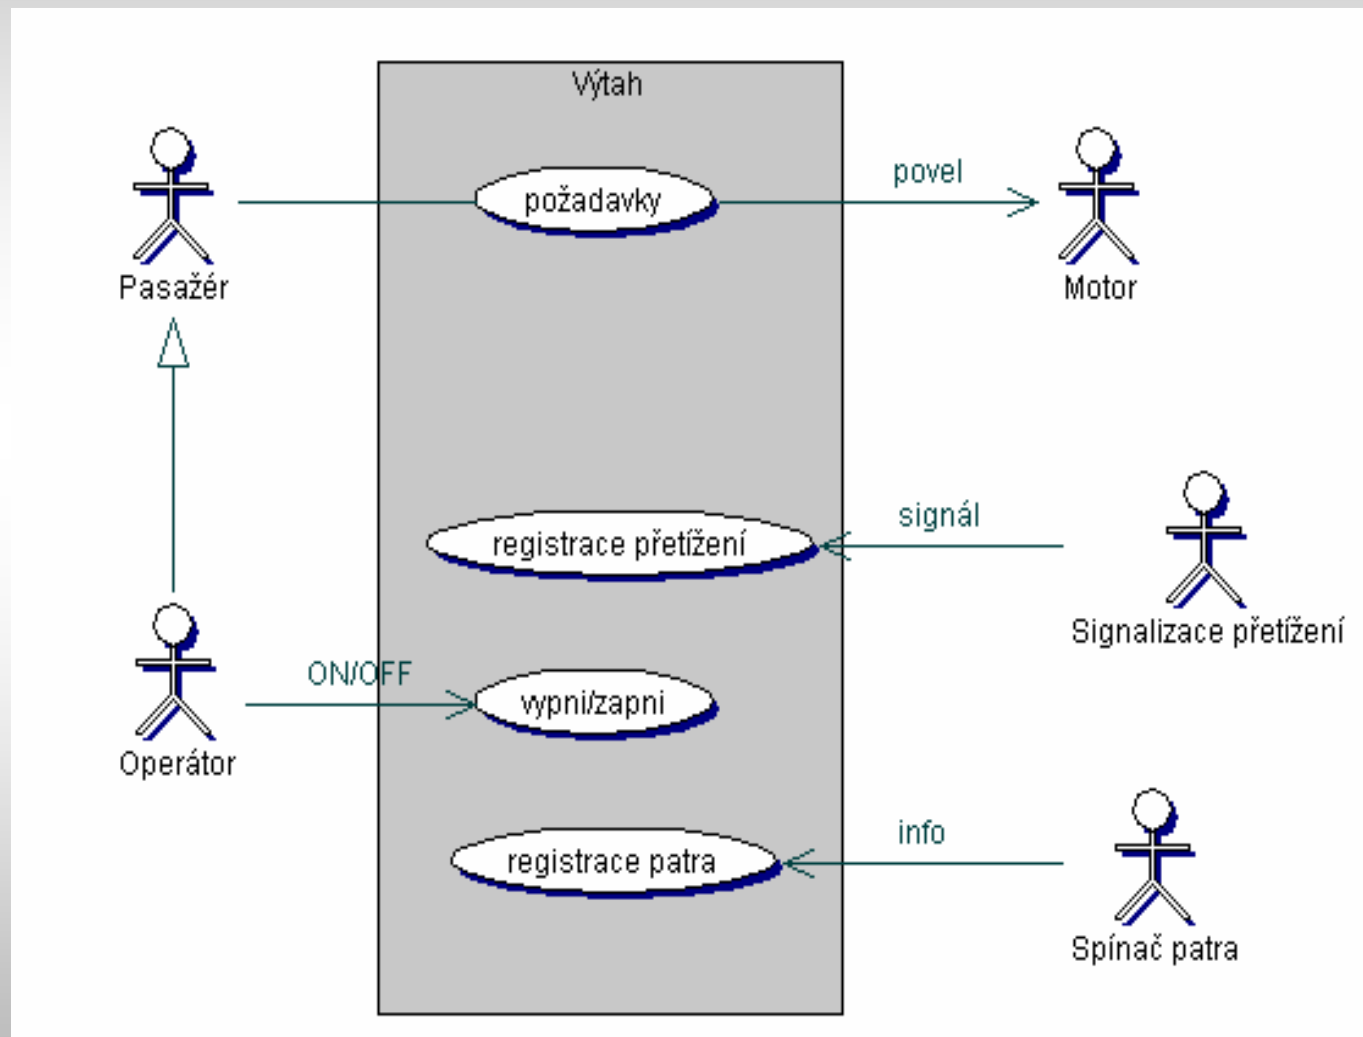 Výtah
požadavky
povel
Pasažér
Motor
signál
registrace přetížení
Signalizace přetížení
ON/OFF
vypni/zapni
Operátor
info
registrace patra
Spínač patra